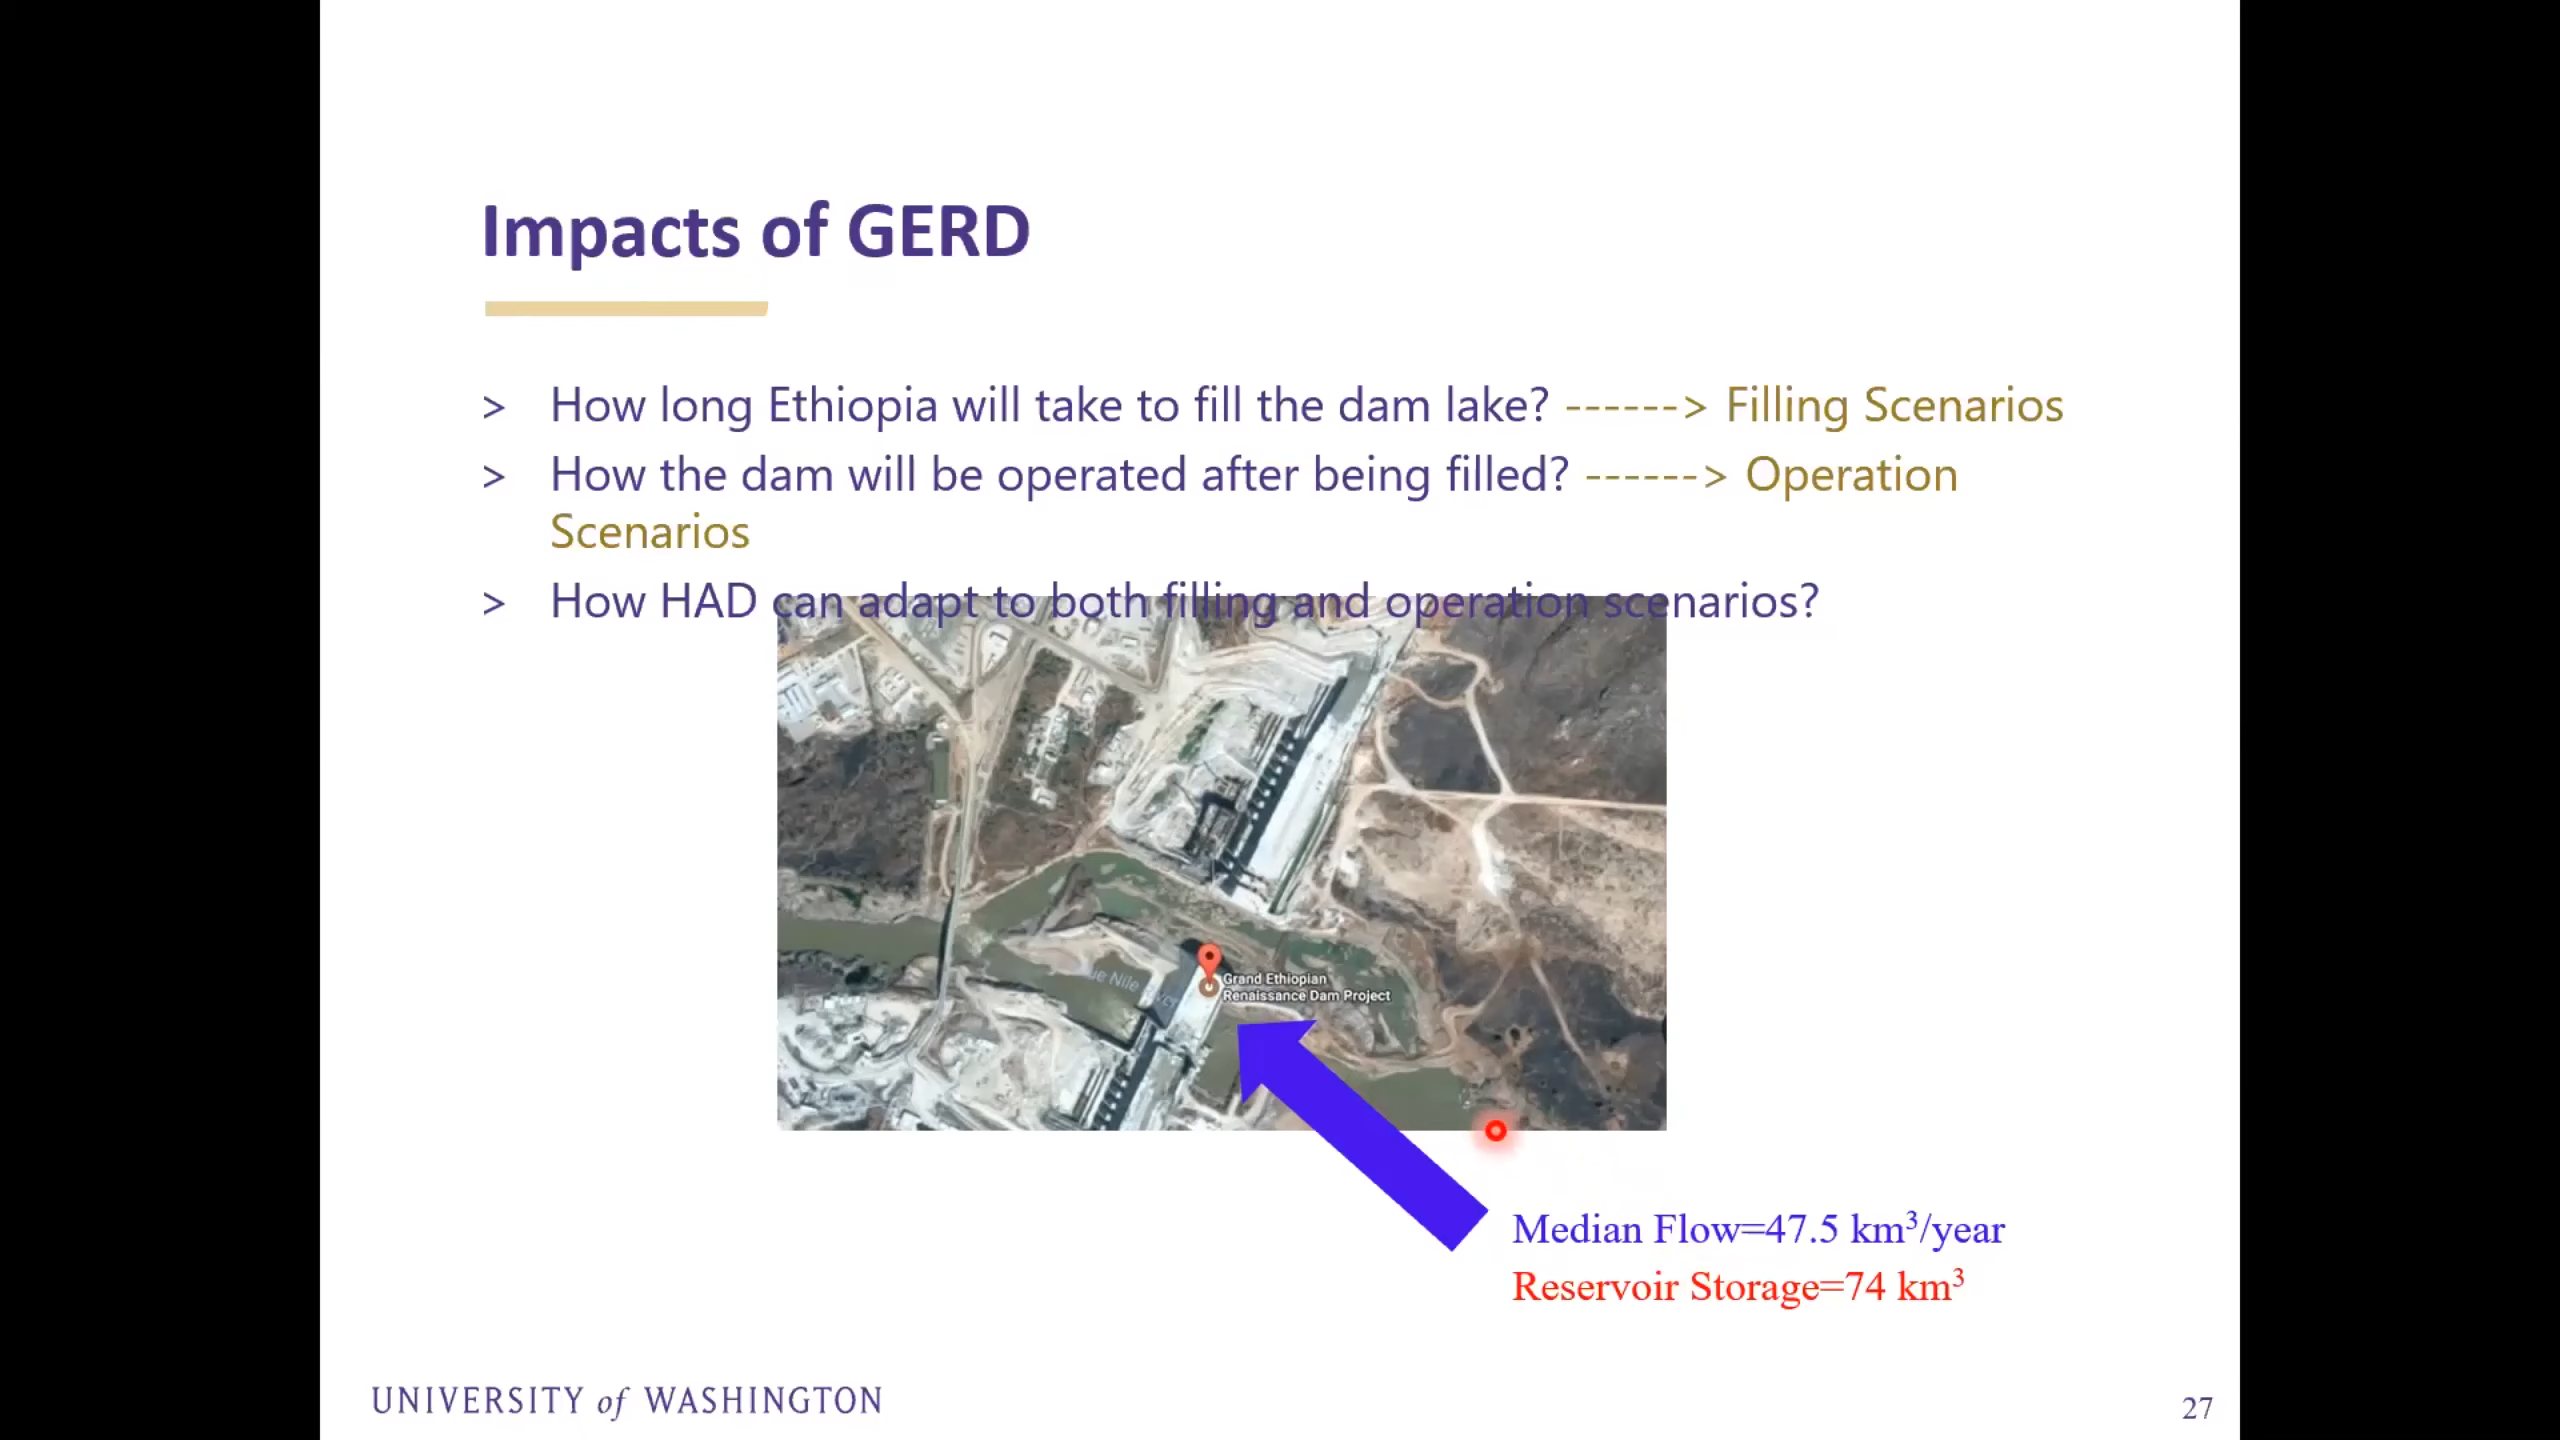 Impacts of GERD
> How long Ethiopia will take to fill the dam lake? ------> Filling Scenarios
> How the dam will be operated after being filled? ------> Operation
Scenarios
> How HAD can adapt to both filling and operation scenarios?
Grand Ethiopian
Renaissance Dam Project
Nile
Median Flow=47.5 km³/year
Reservoir Storage=74 km³
UNIVERSITY of WASHINGTON
27